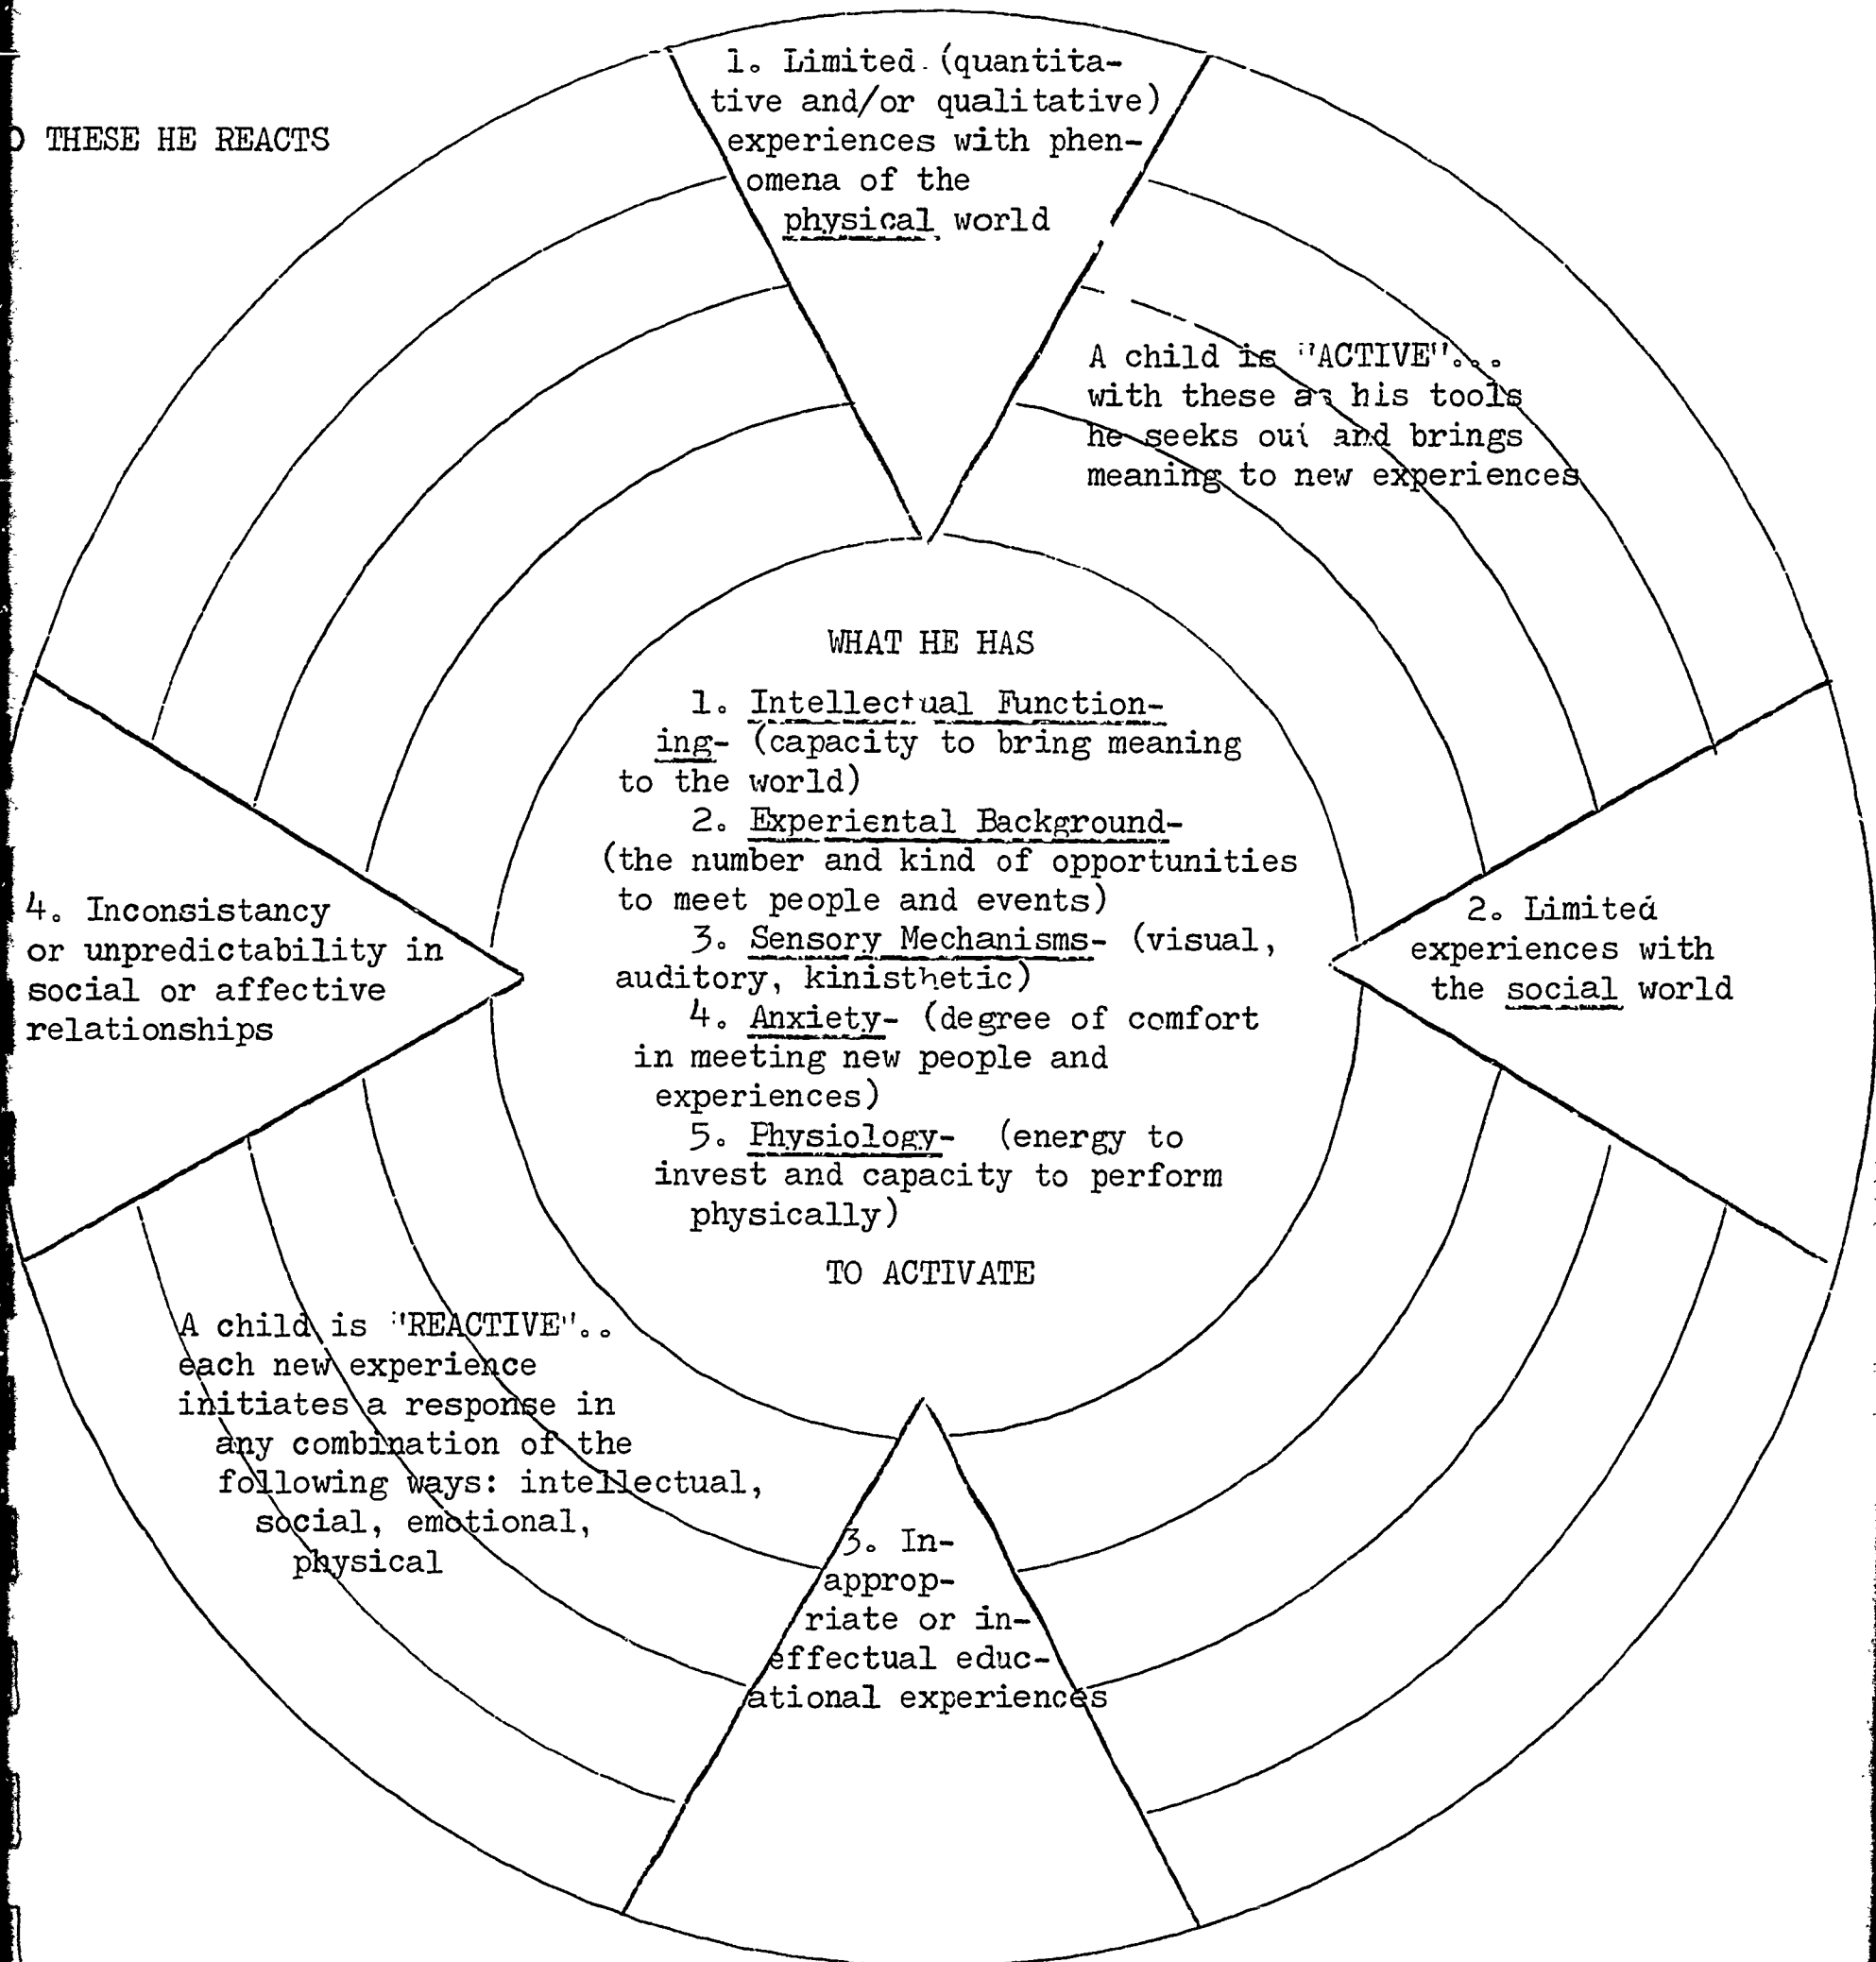 1. Limited (quantita-
tive and/or qualitative)
experiences with phen-
omena of the
physical world
THESE HE REACTS
A child is "ACTIVE"...
with these as his tools
he seeks out and brings
meaning to new experiences
WHAT HE HAS
1. Intellectual Function-
ing- (capacity to bring meaning
to the world)
2. Experiental Background-
(the number and kind of opportunities
to meet people and events)
3. Sensory Mechanisms- (visual,
auditory, kinisthetic)
4. Anxiety- (degree of comfort
in meeting new people and
experiences)
5. Physiology- (energy to
invest and capacity to perform
physically)
TO ACTIVATE
4. Inconsistancy
or unpredictability in
social or affective
relationships
2. Limited
experiences with
the social world
A child is "REACTIVE"..
each new experience
initiates a response in
any combination of the
following ways: intellectual,
social, emotional,
physical
3. In-
approp-
riate or in-
effectual educ-
ational experiences